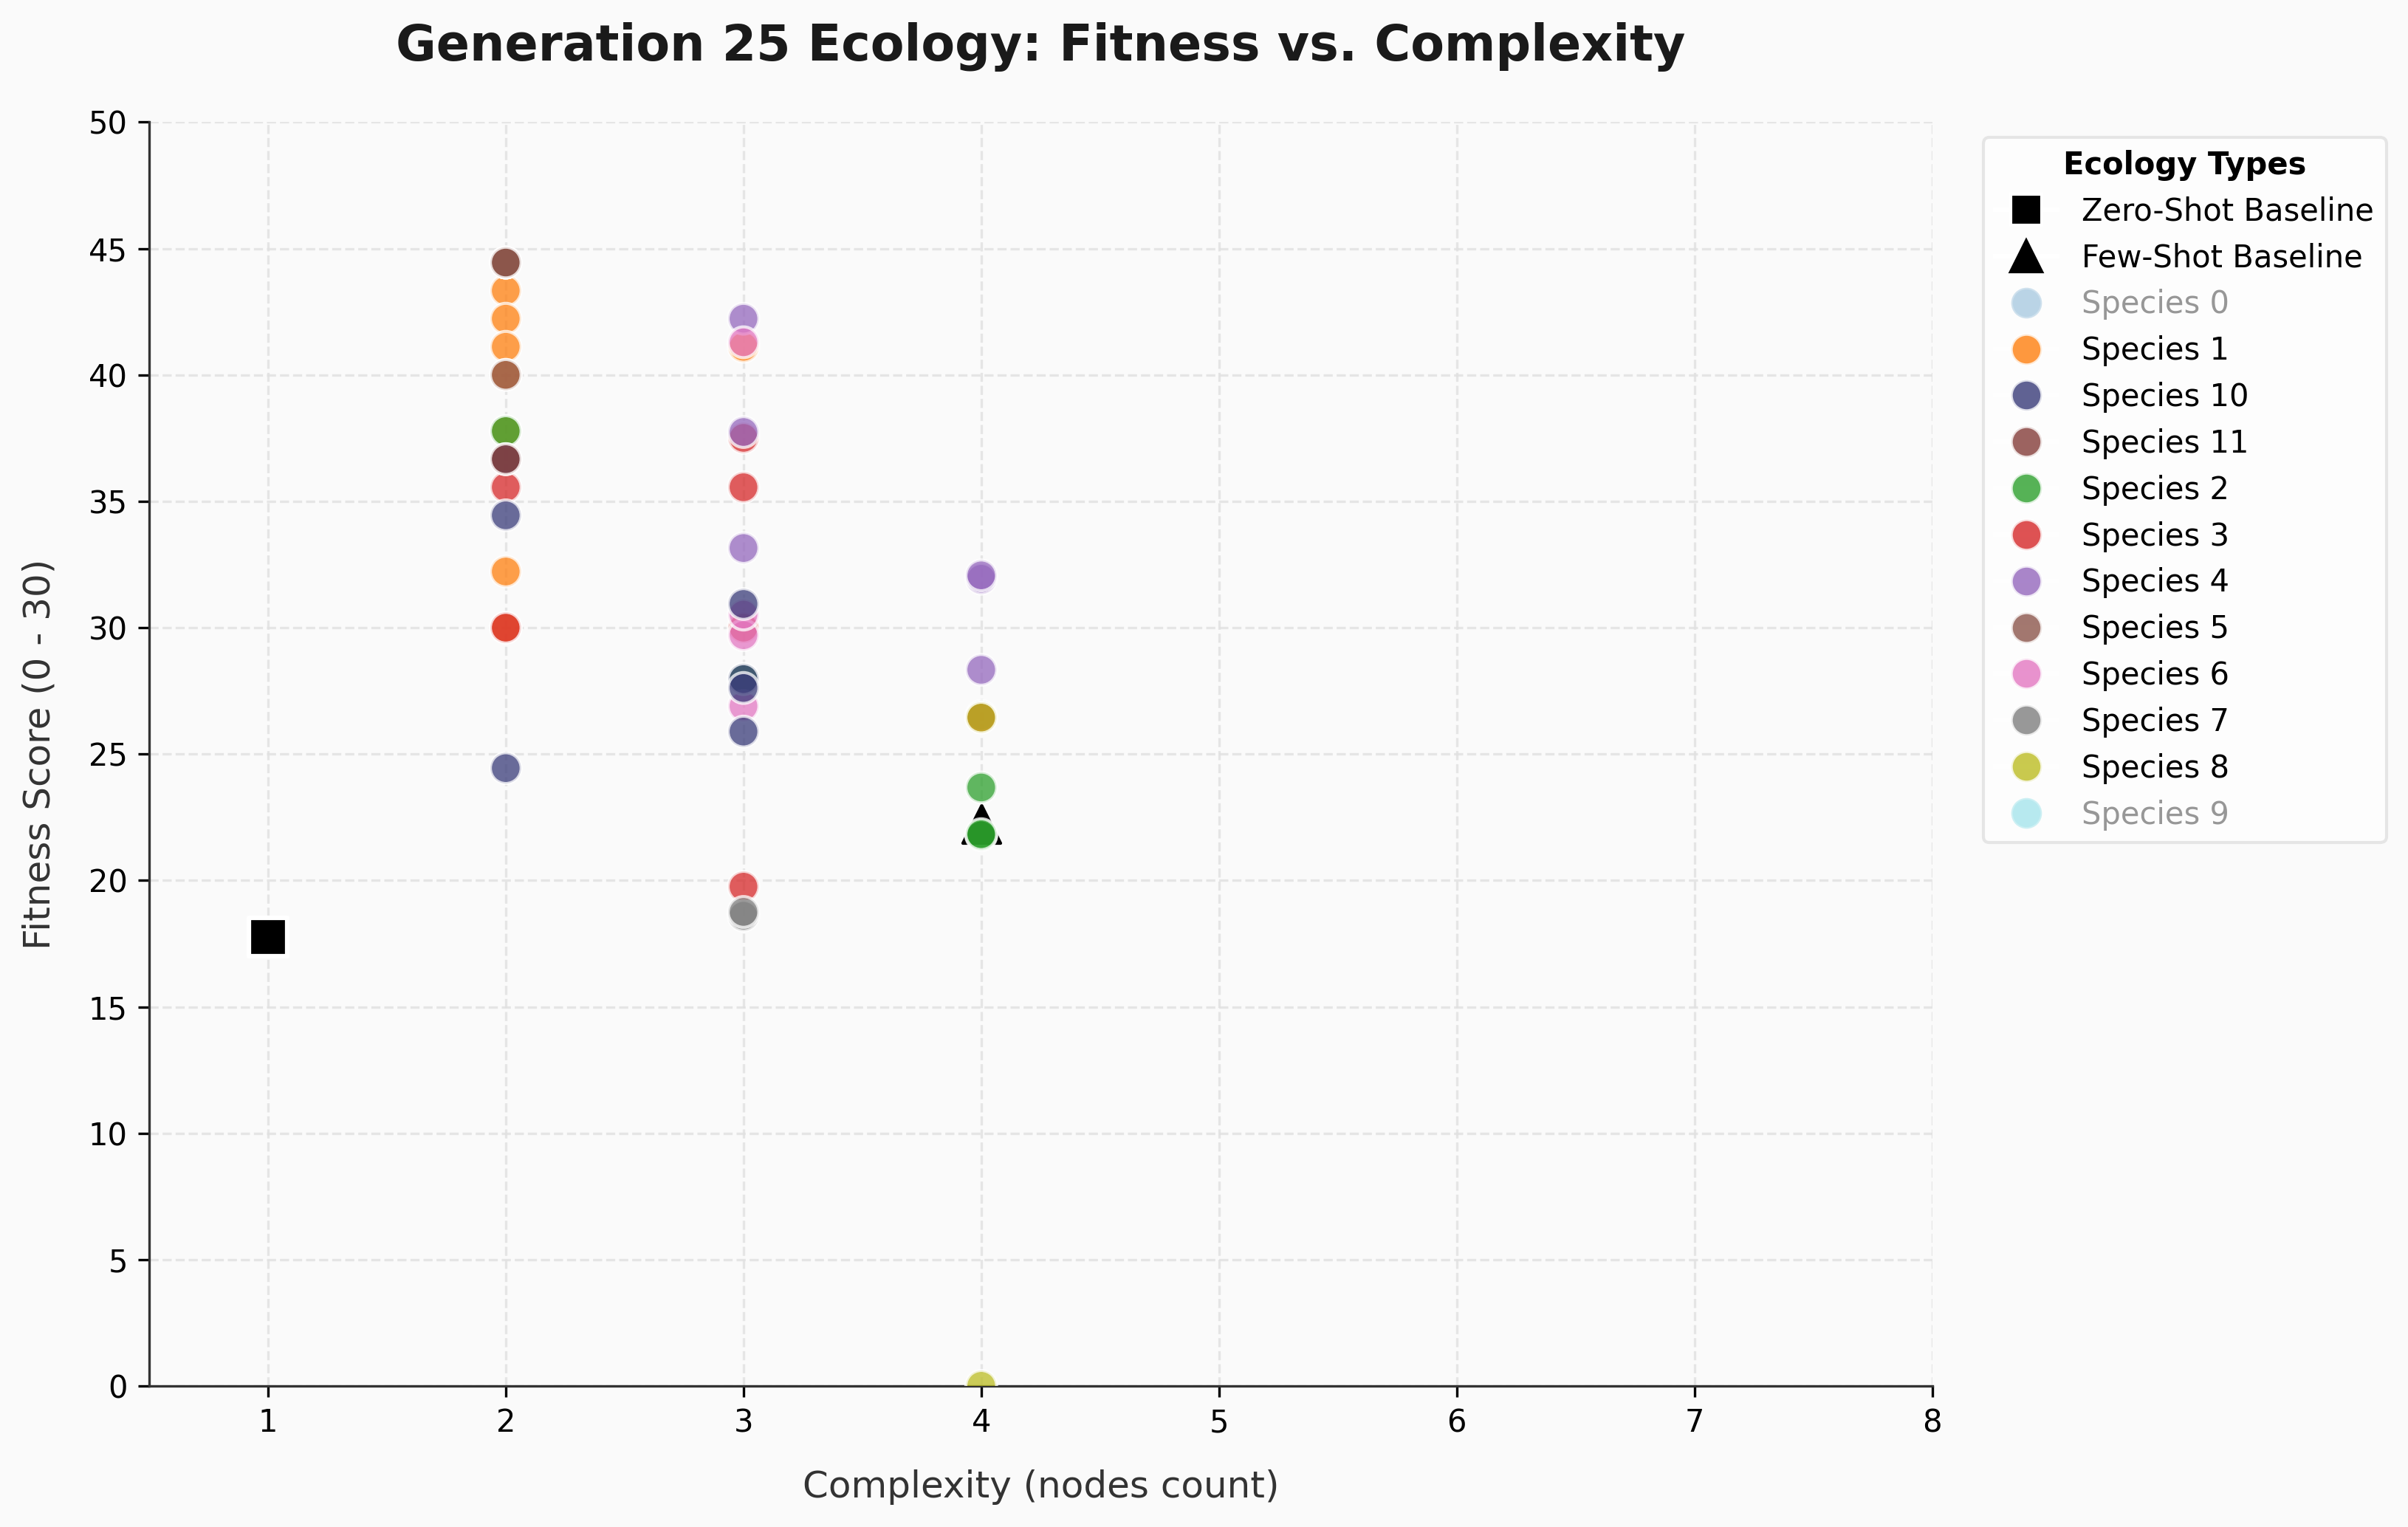 Generation 25 Ecology: Fitness vs. Complexity
50
45
40
35
30
25
20
15
10
5
0
Fitness Score (0 - 30)
1 2 3 4 5 6 7 8
Complexity (nodes count)
Ecology Types
Zero-Shot Baseline
Few-Shot Baseline
Species 0
Species 1
Species 10
Species 11
Species 2
Species 3
Species 4
Species 5
Species 6
Species 7
Species 8
Species 9